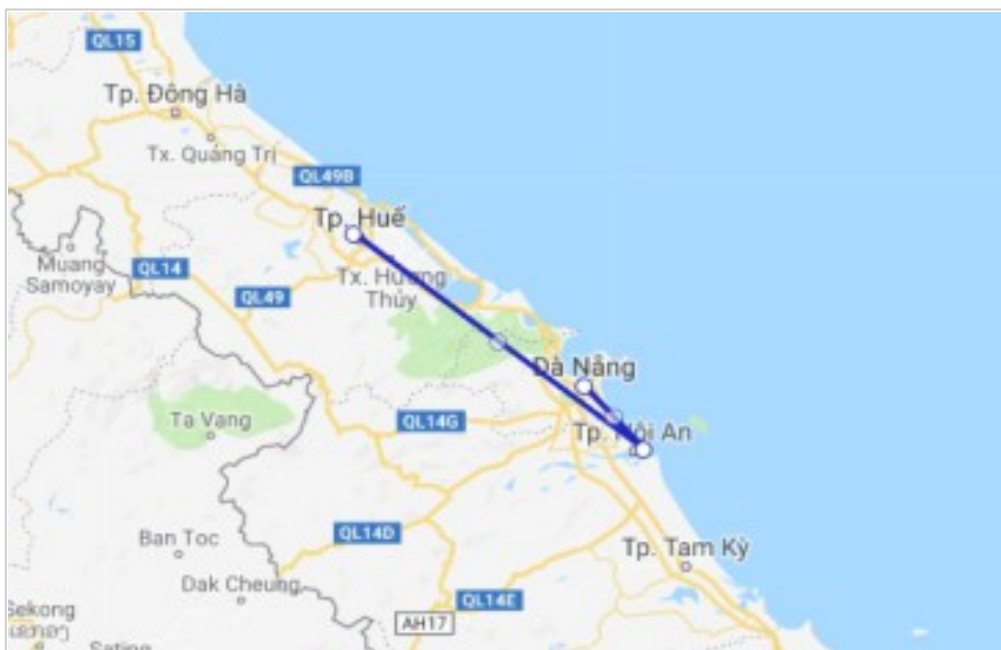 QL15
Tp. Đông Hà
Tx. Quảng Trị
QL49B
Tp. Huế
Muang
Samoyay
QL14
Tx. Hương
Thủy
QL49
Đà Nẵng
Ta Vang
QL14G
Tp. Hội An
QL14D
Ban Toc
Tp. Tam Kỳ
Dak Cheung
QL14E
Sekong
AH17